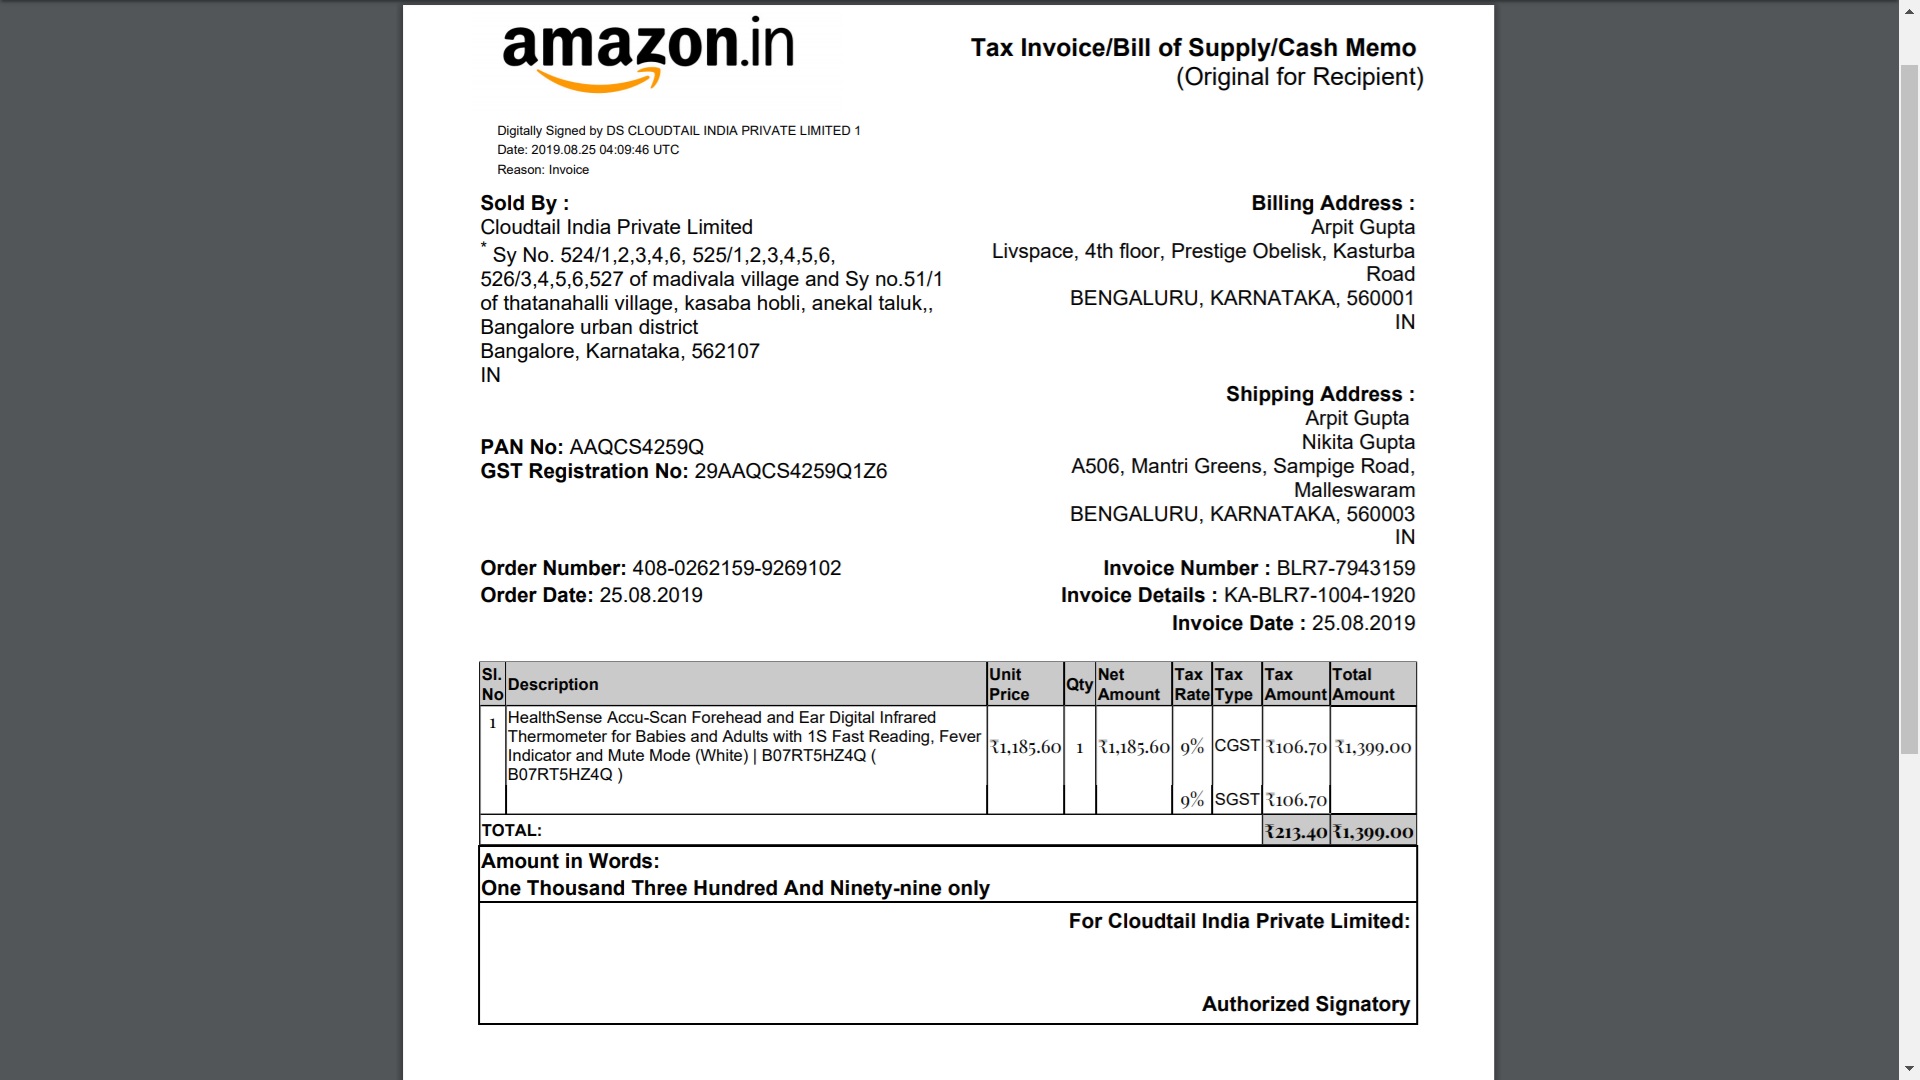 amazon.in
Tax Invoice/Bill of Supply/Cash Memo
(Original for Recipient)
Digitally Signed by DS CLOUDTAIL INDIA PRIVATE LIMITED 1
Date: 2019.08.25 04:09:46 UTC
Reason: Invoice
Sold By :
Cloudtail India Private Limited
* Sy No. 524/1,2,3,4,6, 525/1,2,3,4,5,6,
526/3,4,5,6,527 of madivala village and Sy no.51/1
of thatanahalli village, kasaba hobli, anekal taluk,,
Bangalore urban district
Bangalore, Karnataka, 562107
IN
PAN No: AAQCS4259Q
GST Registration No: 29AAQCS4259Q1Z6
Billing Address :
Arpit Gupta
Livspace, 4th floor, Prestige Obelisk, Kasturba
Road
BENGALURU, KARNATAKA, 560001
IN
Shipping Address :
Arpit Gupta
Nikita Gupta
A506, Mantri Greens, Sampige Road,
Malleswaram
BENGALURU, KARNATAKA, 560003
IN
Order Number: 408-0262159-9269102
Order Date: 25.08.2019
Invoice Number : BLR7-7943159
Invoice Details : KA-BLR7-1004-1920
Invoice Date : 25.08.2019
Sl. No Description Unit Price Qty Net Amount Tax Rate Tax Type Tax Amount Total Amount
1 HealthSense Accu-Scan Forehead and Ear Digital Infrared
Thermometer for Babies and Adults with 1S Fast Reading, Fever
Indicator and Mute Mode (White) | B07RT5HZ4Q (
B07RT5HZ4Q )
₹1,185.60 1 ₹1,185.60 9% CGST ₹106.70 ₹1,399.00
9% SGST ₹106.70
TOTAL: ₹213.40 ₹1,399.00
Amount in Words:
One Thousand Three Hundred And Ninety-nine only
For Cloudtail India Private Limited:
Authorized Signatory